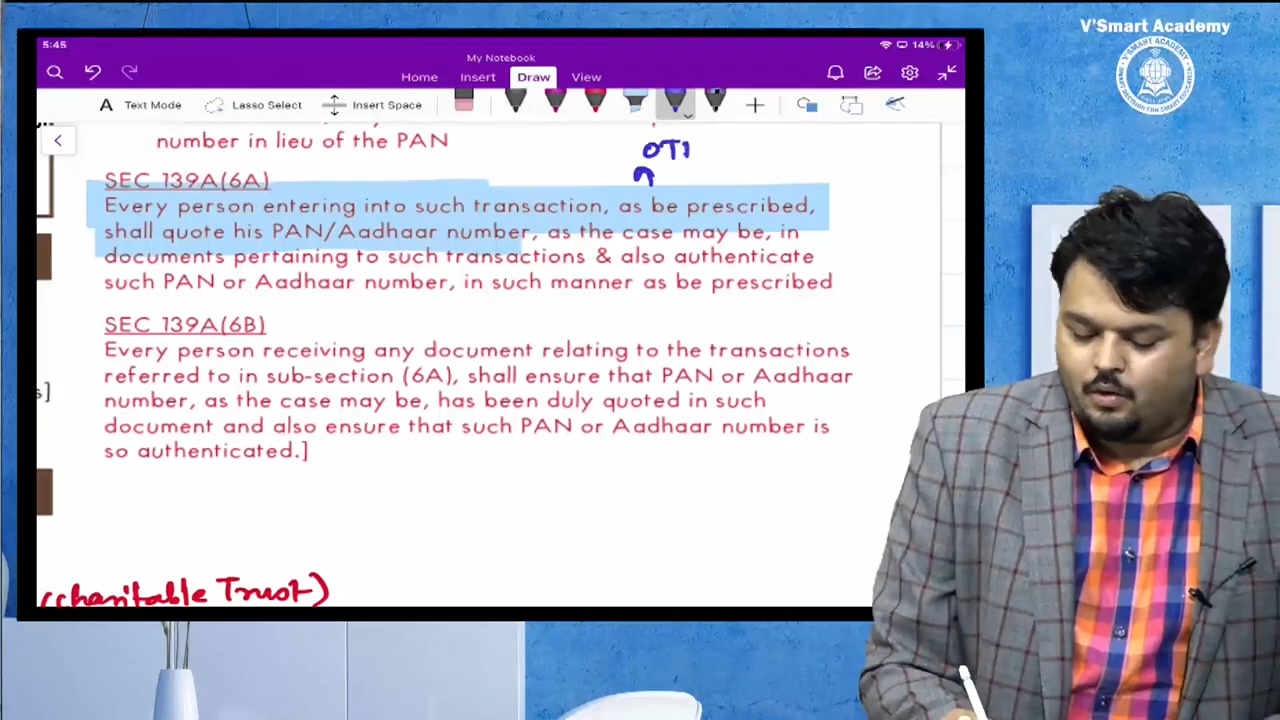 V'Smart Academy
5:45
14%
My Notebook
Home Insert Draw View
Text Mode Lasso Select Insert Space
number in lieu of the PAN
OTP
SEC 139A(6A)
Every person entering into such transaction, as be prescribed,
shall quote his PAN/Aadhaar number, as the case may be, in
documents pertaining to such transactions & also authenticate
such PAN or Aadhaar number, in such manner as be prescribed
SEC 139A(6B)
Every person receiving any document relating to the transactions
referred to in sub-section (6A), shall ensure that PAN or Aadhaar
number, as the case may be, has been duly quoted in such
document and also ensure that such PAN or Aadhaar number is
so authenticated.]
s]
(charitable Trust)